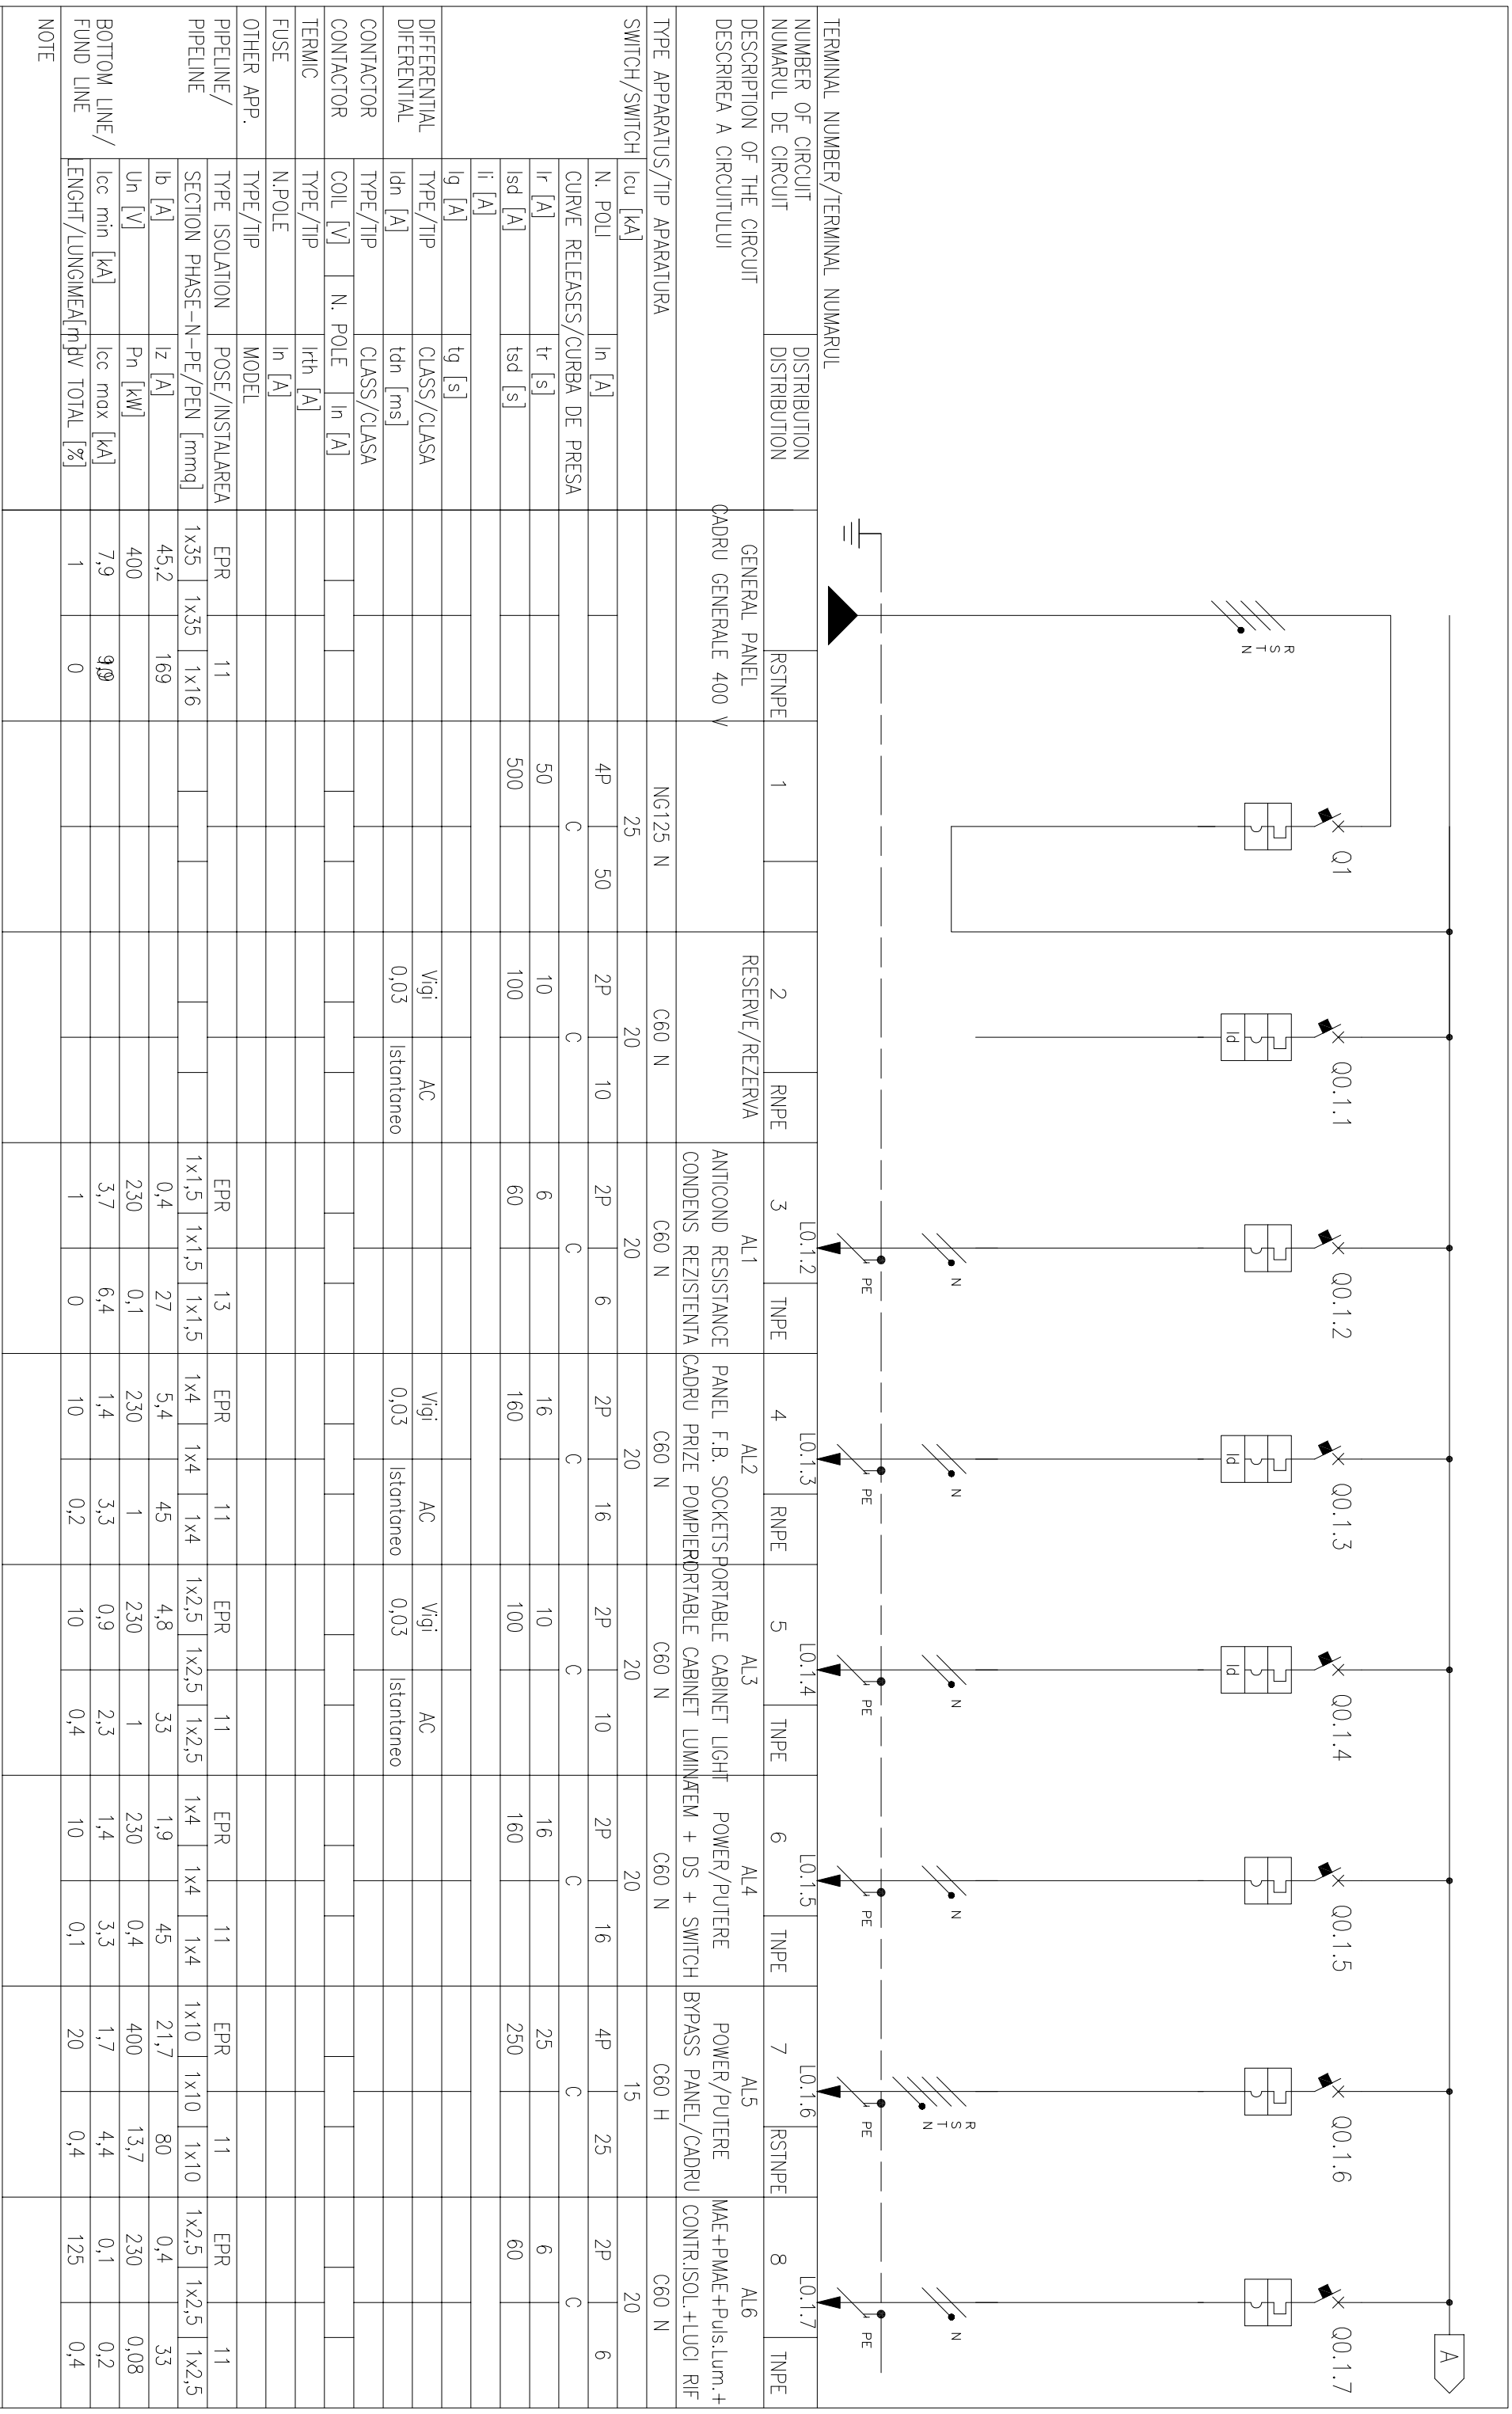 A
Q1
Q0.1.1
Q0.1.2
Q0.1.3
Q0.1.4
Q0.1.5
Q0.1.6
Q0.1.7
R
S
T
N
Id
Id
Id
N
N
N
N
R
S
T
N
N
PE
PE
PE
PE
PE
PE
TERMINAL NUMBER/TERMINAL NUMARUL
L0.1.2 L0.1.3 L0.1.4 L0.1.5 L0.1.6 L0.1.7
NUMBER OF CIRCUIT DISTRIBUTION
NUMARUL DE CIRCUIT DISTRIBUTION
RSTNPE 1 2 RNPE 3 TNPE 4 RNPE 5 TNPE 6 TNPE 7 RSTNPE 8 TNPE
DESCRIPTION OF THE CIRCUIT GENERAL PANEL RESERVE/REZERVA AL1 AL2 AL3 AL4 AL5 AL6
DESCRIREA A CIRCUITULUI CADRU GENERALE 400 V ANTICOND RESISTANCE PANEL F.B. SOCKETS PORTABLE CABINET LIGHT POWER/PUTERE POWER/PUTERE MAE+PMAE+Puls.Lum.+
CONDENS REZISTENTA CADRU PRIZE POMPIERI PORTABLE CABINET LUMINA TEM + DS + SWITCH BYPASS PANEL/CADRU CONTR.ISOL.+LUCI RIF
TYPE APPARATUS/TIP APARATURA NG125 N C60 N C60 N C60 N C60 N C60 N C60 H C60 N
SWITCH/SWITCH Icu [kA] 25 20 20 20 20 20 15 20
N. POLI In [A] 4P 50 2P 10 2P 6 2P 16 2P 10 2P 16 4P 25 2P 6
CURVE RELEASES/CURBA DE PRESA C C C C C C C C
Ir [A] tr [s] 50 10 6 16 10 16 25 6
Isd [A] tsd [s] 500 100 60 160 100 160 250 60
Ii [A]
Ig [A] tg [s]
DIFFERENTIAL TYPE/TIP CLASS/CLASA Vigi AC Vigi AC Vigi AC
DIFERENTIAL Idn [A] tdn [ms] 0,03 Istantaneo 0,03 Istantaneo 0,03 Istantaneo
CONTACTOR TYPE/TIP CLASS/CLASA
CONTACTOR COIL [V] N. POLE In [A]
TERMIC TYPE/TIP Irth [A]
FUSE N.POLE In [A]
OTHER APP. TYPE/TIP MODEL
PIPELINE/ TYPE ISOLATION POSE/INSTALAREA EPR 11 EPR 13 EPR 11 EPR 11 EPR 11 EPR 11 EPR 11
PIPELINE SECTION PHASE-N-PE/PEN [mmq] 1x35 1x35 1x16 1x1,5 1x1,5 1x1,5 1x4 1x4 1x4 1x2,5 1x2,5 1x2,5 1x4 1x4 1x4 1x10 1x10 1x10 1x2,5 1x2,5 1x2,5
Ib [A] Iz [A] 45,2 169 0,4 27 5,4 45 4,8 33 1,9 45 21,7 80 0,4 33
Un [V] Pn [kW] 400 230 0,1 230 1 230 1 230 0,4 400 13,7 230 0,08
BOTTOM LINE/ Icc min [kA] Icc max [kA] 7,9 3,7 6,4 1,4 3,3 0,9 2,3 1,4 3,3 1,7 4,4 0,1 0,2
FUND LINE LENGHT/LUNGIMEA[m] dV TOTAL [%] 1 0 1 0 10 0,2 10 0,4 10 0,1 20 0,4 125 0,4
NOTE